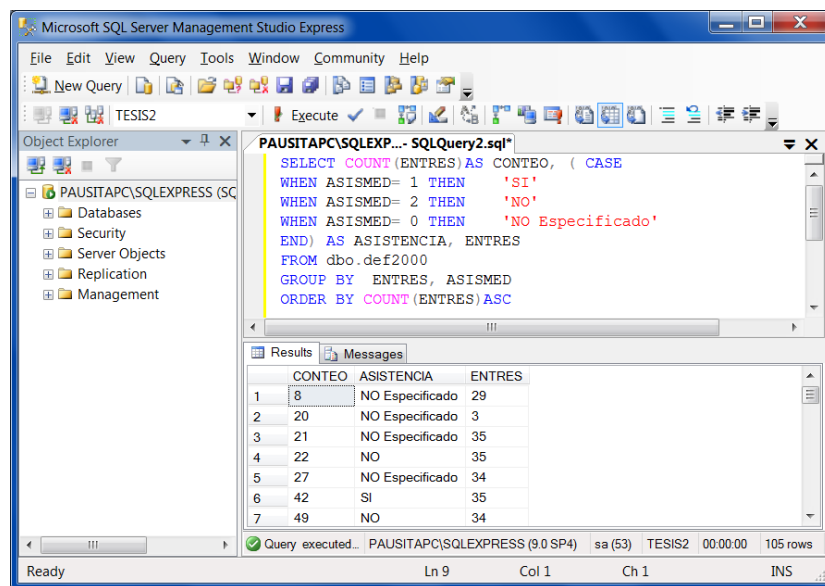 Microsoft SQL Server Management Studio Express
File Edit View Query Tools Window Community Help
New Query
TESIS2 Execute
Object Explorer
PAUSITAPC\SQLEXPRESS (SQ
Databases
Security
Server Objects
Replication
Management
PAUSITAPC\SQLEXP...- SQLQuery2.sql*
SELECT COUNT(ENTRES)AS CONTEO, ( CASE
WHEN ASISMED= 1 THEN 'SI'
WHEN ASISMED= 2 THEN 'NO'
WHEN ASISMED= 0 THEN 'NO Especificado'
END) AS ASISTENCIA, ENTRES
FROM dbo.def2000
GROUP BY ENTRES, ASISMED
ORDER BY COUNT(ENTRES)ASC
Results Messages
CONTEO ASISTENCIA ENTRES
1 8 NO Especificado 29
2 20 NO Especificado 3
3 21 NO Especificado 35
4 22 NO 35
5 27 NO Especificado 34
6 42 SI 35
7 49 NO 34
Query executed... PAUSITAPC\SQLEXPRESS (9.0 SP4) sa (53) TESIS2 00:00:00 105 rows
Ready Ln 9 Col 1 Ch 1 INS